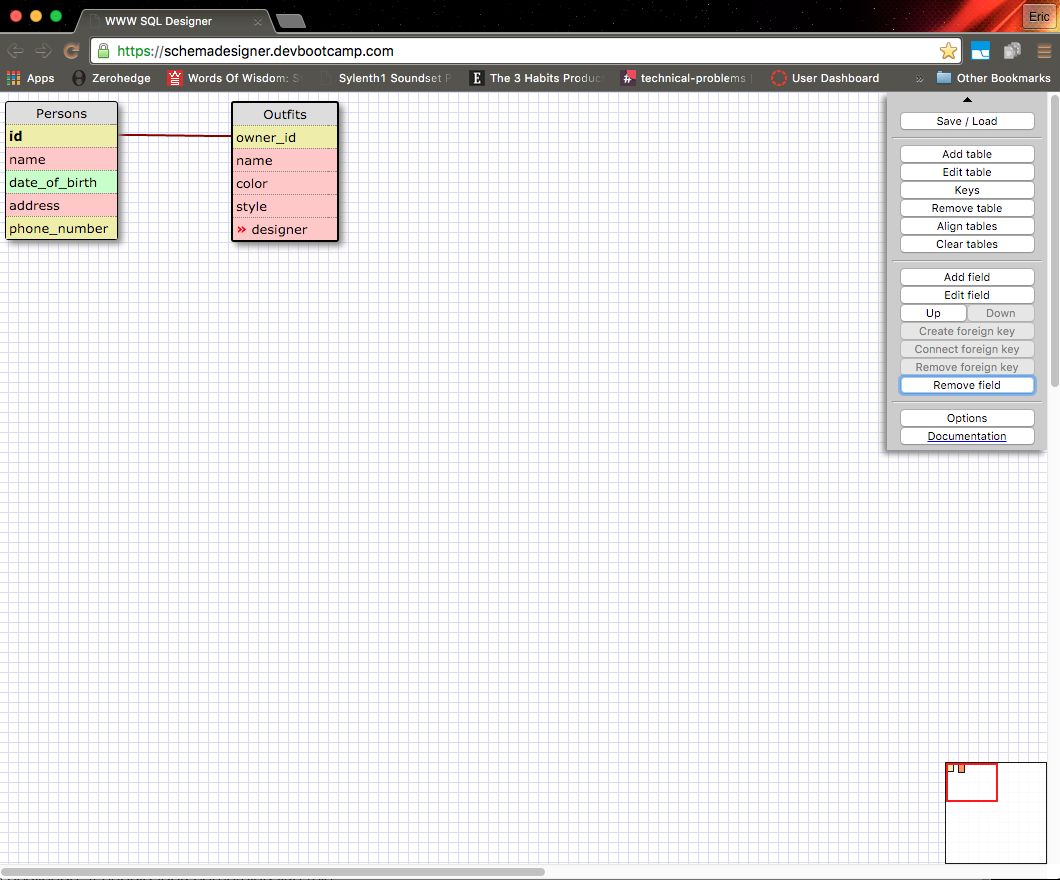 WWW SQL Designer
Eric
https://schemadesigner.devbootcamp.com
Apps Zerohedge Words Of Wisdom: S Sylenth1 Soundset P E The 3 Habits Produc # technical-problems User Dashboard » Other Bookmarks
Persons
id
name
date_of_birth
address
phone_number
Outfits
owner_id
name
color
style
» designer
Save / Load
Add table
Edit table
Keys
Remove table
Align tables
Clear tables
Add field
Edit field
Up Down
Create foreign key
Connect foreign key
Remove foreign key
Remove field
Options
Documentation